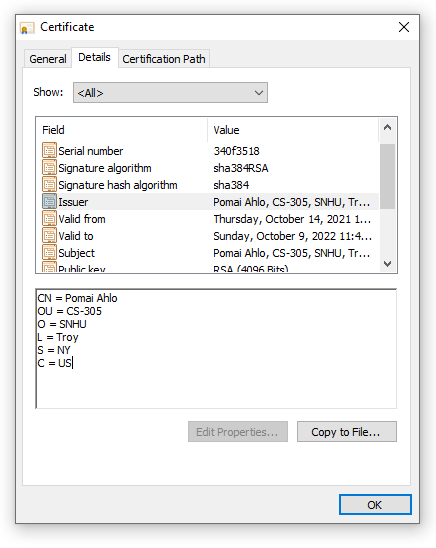 Certificate
General Details Certification Path
Show: <All>
Field Value
Serial number 340f3518
Signature algorithm sha384RSA
Signature hash algorithm sha384
Issuer Pomai Ahlo, CS-305, SNHU, Tr...
Valid from Thursday, October 14, 2021 1...
Valid to Sunday, October 9, 2022 11:4...
Subject Pomai Ahlo, CS-305, SNHU, Tr...
Public key RSA (4096 Bits)
CN = Pomai Ahlo
OU = CS-305
O = SNHU
L = Troy
S = NY
C = US
Edit Properties... Copy to File...
OK